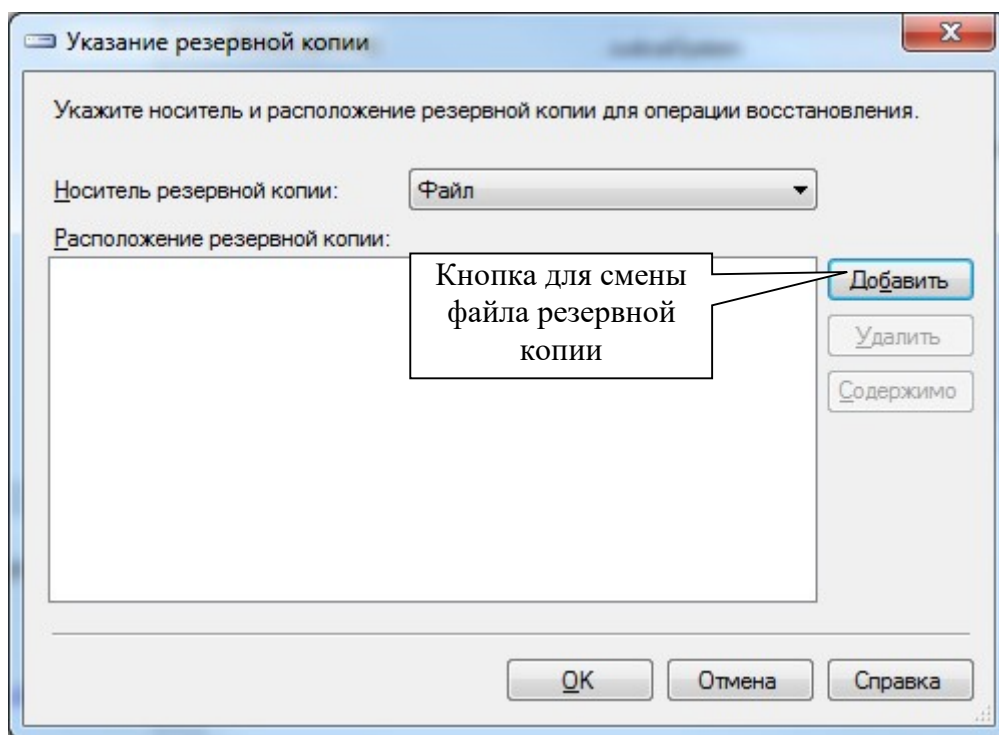 Указание резервной копии
Укажите носитель и расположение резервной копии для операции восстановления.
Носитель резервной копии:
Файл
Расположение резервной копии:
Кнопка для смены
файла резервной
копии
Добавить
Удалить
Содержимо
OK
Отмена
Справка